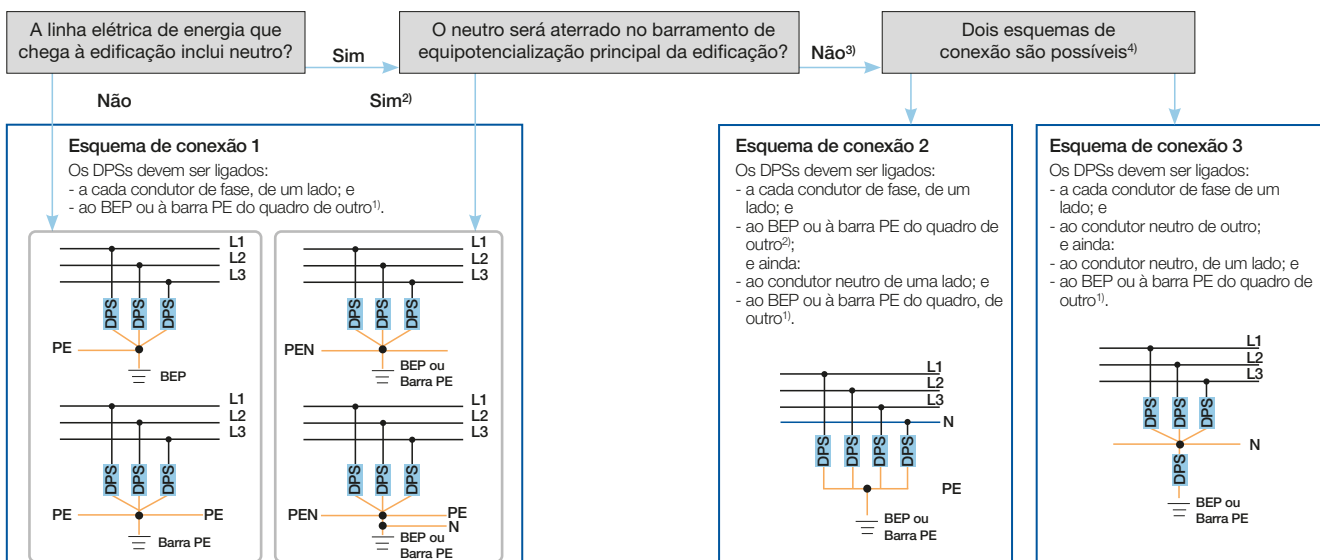 A linha elétrica de energia que
chega à edificação inclui neutro?
Sim
O neutro será aterrado no barramento de
equipotencialização principal da edificação?
Não3)
Dois esquemas de
conexão são possíveis4)
Não
Sim2)
Esquema de conexão 1
Os DPSs devem ser ligados:
- a cada condutor de fase, de um lado; e
- ao BEP ou à barra PE do quadro de outro1).
L1
L2
L3
DPS
DPS
DPS
PE
BEP
L1
L2
L3
DPS
DPS
DPS
PE
PE
Barra PE
L1
L2
L3
DPS
DPS
DPS
PEN
BEP ou
Barra PE
L1
L2
L3
DPS
DPS
DPS
PEN
PE
N
BEP ou
Barra PE
Esquema de conexão 2
Os DPSs devem ser ligados:
- a cada condutor de fase, de um
lado; e
- ao BEP ou à barra PE do quadro de
outro2);
e ainda:
- ao condutor neutro de uma lado; e
- ao BEP ou à barra PE do quadro, de
outro1).
L1
L2
L3
N
DPS
DPS
DPS
DPS
PE
BEP ou
Barra PE
Esquema de conexão 3
Os DPSs devem ser ligados:
- a cada condutor de fase de um
lado; e
- ao condutor neutro de outro;
e ainda:
- ao condutor neutro, de um lado; e
- ao BEP ou à barra PE do quadro de
outro1).
L1
L2
L3
DPS
DPS
DPS
N
DPS
BEP ou
Barra PE